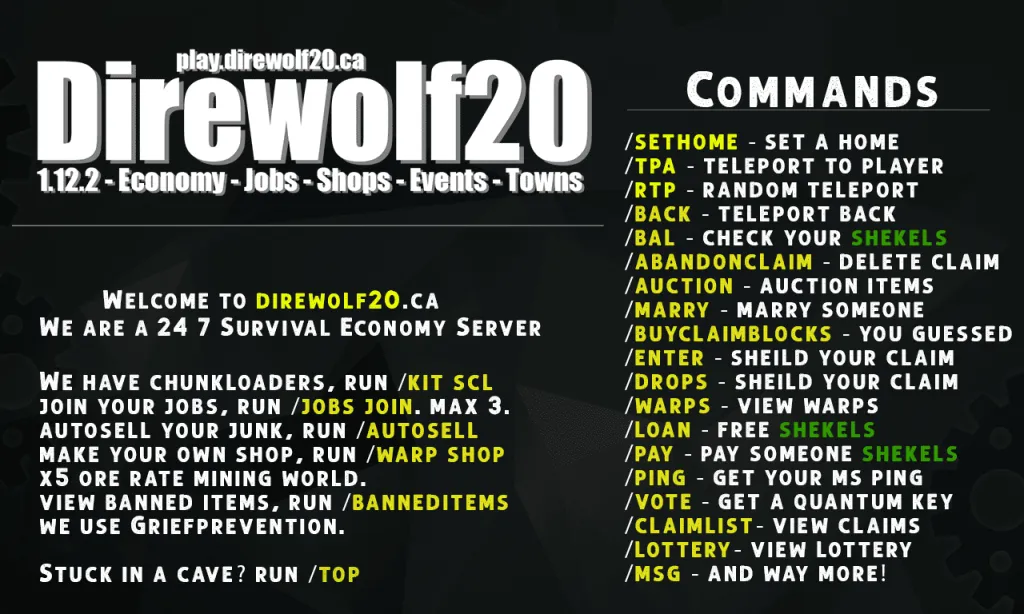 play.direwolf20.ca
Direwolf20
1.12.2 - Economy - Jobs - Shops - Events - Towns
Welcome to direwolf20.ca
We are a 24 7 Survival Economy Server
We have chunkloaders, run /kit scl
join your jobs, run /jobs join. max 3.
autosell your junk, run /autosell
make your own shop, run /warp shop
x5 ore rate mining world.
view banned items, run /banneditems
we use Griefprevention.
Stuck in a cave? run /top
Commands
/sethome - set a home
/tpa - teleport to player
/rtp - random teleport
/back - teleport back
/bal - check your shekels
/abandonclaim - delete claim
/auction - auction items
/marry - marry someone
/buyclaimblocks - you guessed
/enter - sheild your claim
/drops - sheild your claim
/warps - view warps
/loan - free shekels
/pay - pay someone shekels
/ping - get your ms ping
/vote - get a quantum key
/claimlist- view claims
/lottery- view lottery
/msg - and way more!